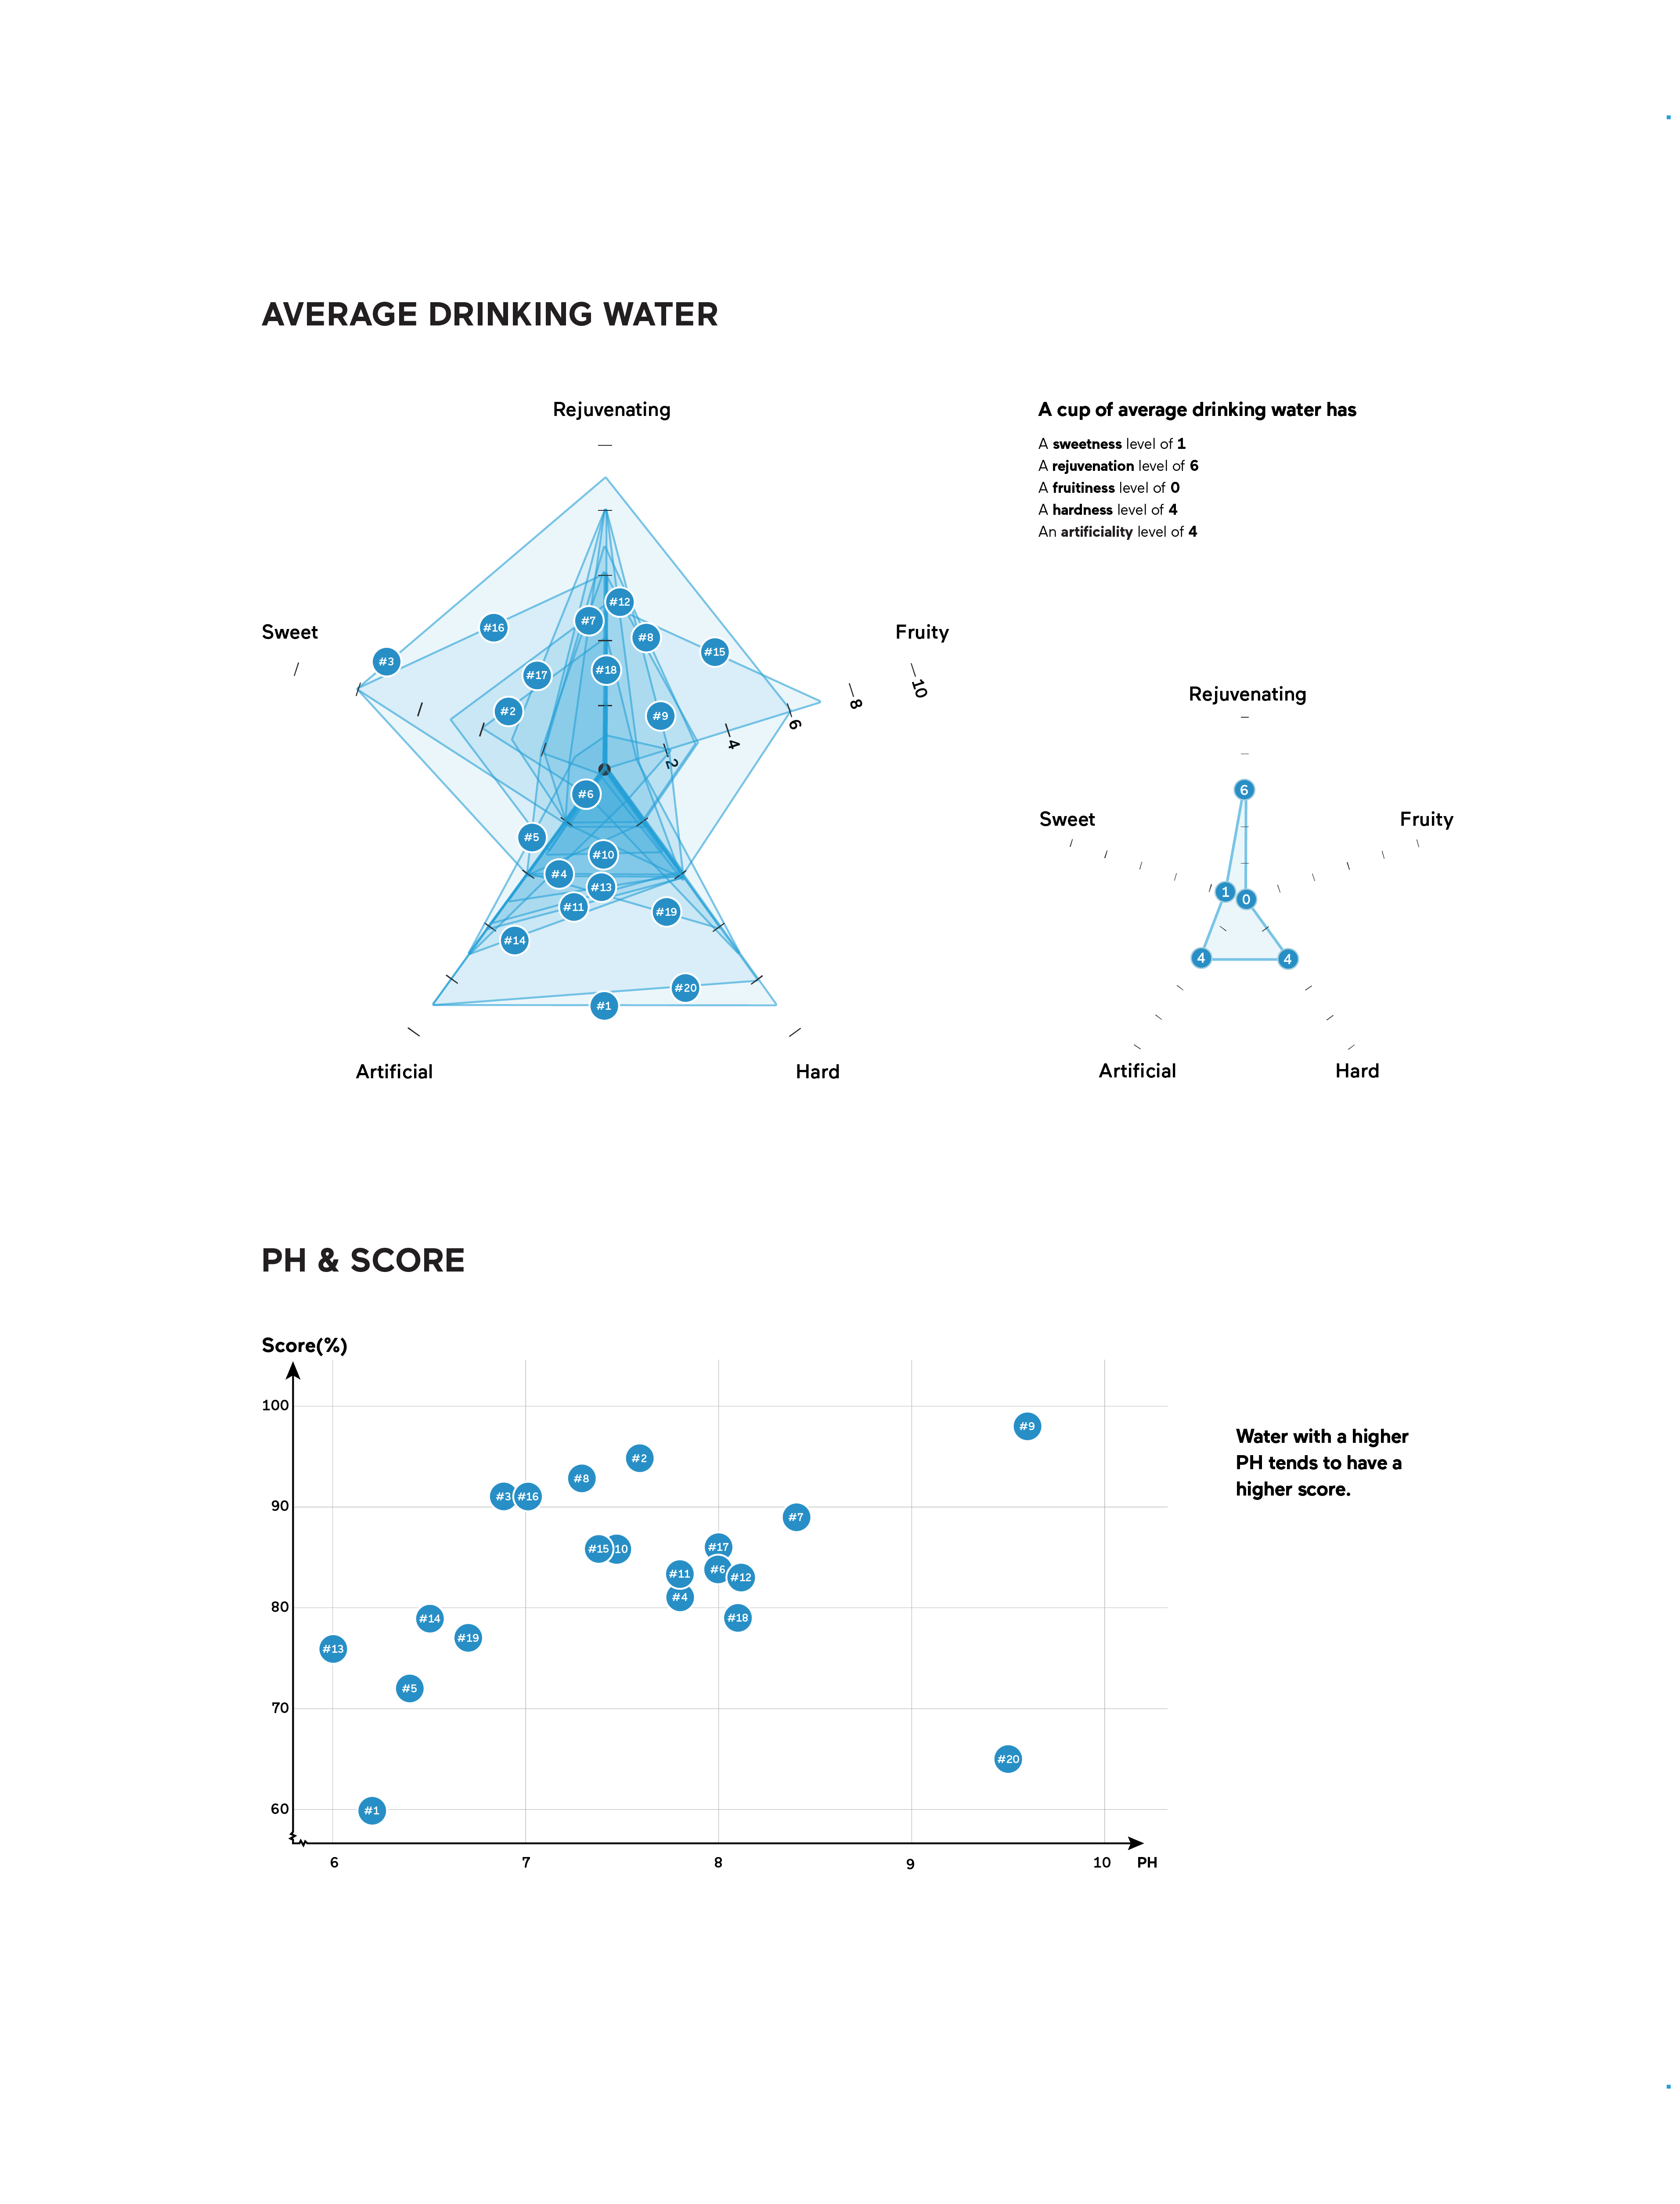 AVERAGE DRINKING WATER
Rejuvenating
A cup of average drinking water has
A sweetness level of 1
A rejuvenation level of 6
A fruitiness level of 0
A hardness level of 4
An artificiality level of 4
#12
#7
#16
#8
Sweet
Fruity
#15
#3
#18
#17
10
8
#2
#9
6
4
2
#6
#5
#10
#4
#13
#11
#19
#14
#20
#1
Artificial
Hard
Rejuvenating
6
Sweet
Fruity
1
0
4
4
Artificial
Hard
PH & SCORE
Score(%)
100
90
80
70
60
#9
#2
#8
#3
#16
#7
#15
10
#17
#6
#11
#12
#4
#14
#18
#19
#13
#5
#20
#1
6
7
8
9
10
PH
Water with a higher
PH tends to have a
higher score.